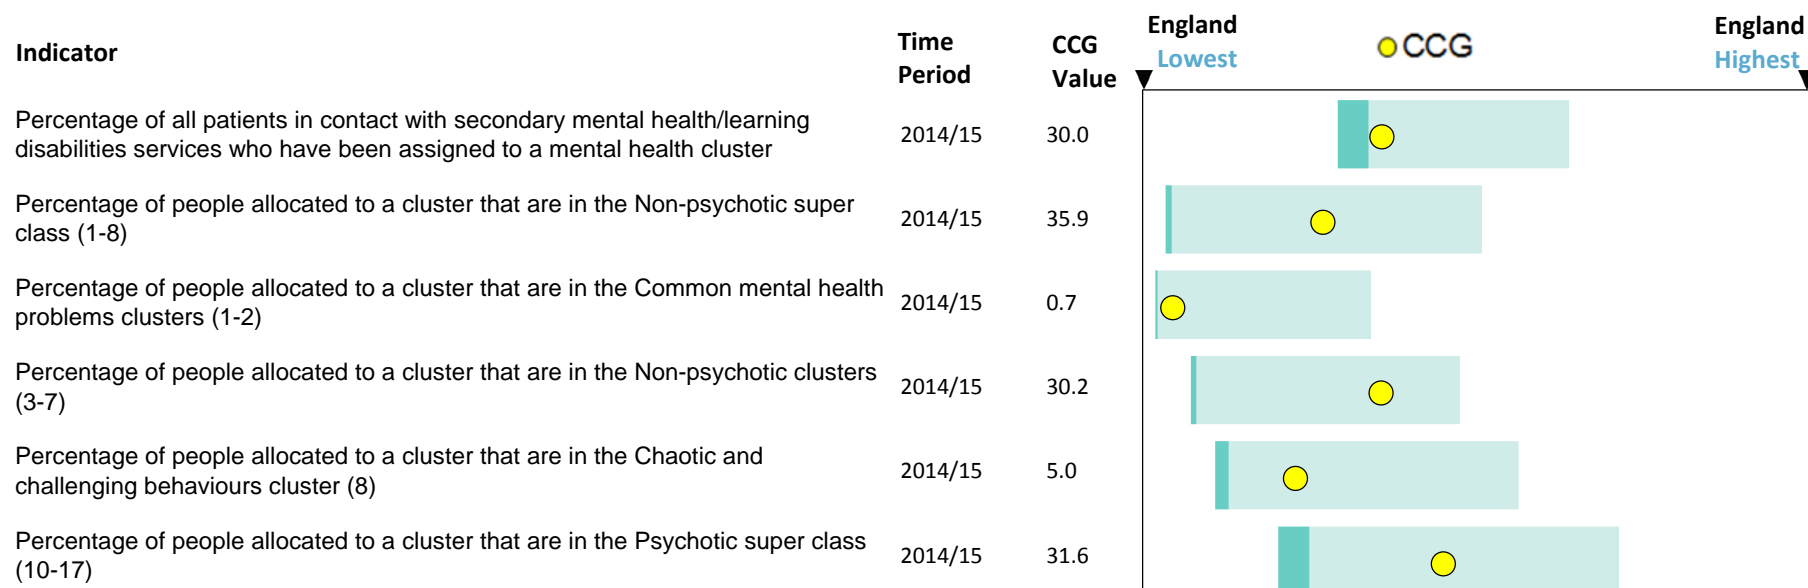 Indicator
Time
Period
CCG
Value
England
Lowest
CCG
England
Highest
Percentage of all patients in contact with secondary mental health/learning
disabilities services who have been assigned to a mental health cluster
2014/15
30.0
Percentage of people allocated to a cluster that are in the Non-psychotic super
class (1-8)
2014/15
35.9
Percentage of people allocated to a cluster that are in the Common mental health
problems clusters (1-2)
2014/15
0.7
Percentage of people allocated to a cluster that are in the Non-psychotic clusters
(3-7)
2014/15
30.2
Percentage of people allocated to a cluster that are in the Chaotic and
challenging behaviours cluster (8)
2014/15
5.0
Percentage of people allocated to a cluster that are in the Psychotic super class
(10-17)
2014/15
31.6